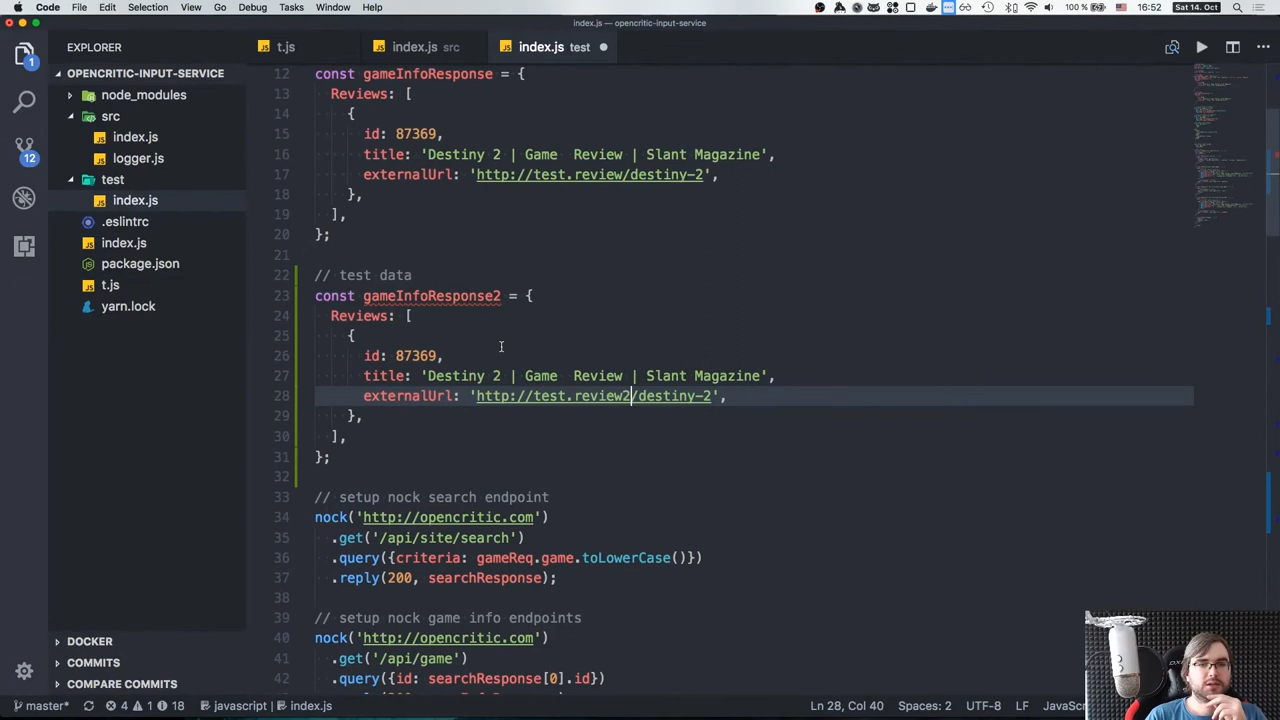 Code File Edit Selection View Go Debug Tasks Window Help 100 % 16:52 Sat 14. Oct
index.js — opencritic-input-service
EXPLORER
OPENCRITIC-INPUT-SERVICE
node_modules
src
index.js
logger.js
test
index.js
.eslintrc
index.js
package.json
t.js
yarn.lock
DOCKER
COMMITS
COMPARE COMMITS
1
12
t.js index.js src index.js test
12 const gameInfoResponse = {
13 Reviews: [
14 {
15 id: 87369,
16 title: 'Destiny 2 | Game  Review | Slant Magazine',
17 externalUrl: 'http://test.review/destiny-2',
18 },
19 ],
20 };
21
22 // test data
23 const gameInfoResponse2 = {
24 Reviews: [
25 {
26 id: 87369,
27 title: 'Destiny 2 | Game  Review | Slant Magazine',
28 externalUrl: 'http://test.review2/destiny-2',
29 },
30 ],
31 };
32
33 // setup nock search endpoint
34 nock('http://opencritic.com')
35 .get('/api/site/search')
36 .query({criteria: gameReq.game.toLowerCase()})
37 .reply(200, searchResponse);
38
39 // setup nock game info endpoints
40 nock('http://opencritic.com')
41 .get('/api/game')
42 .query({id: searchResponse[0].id})
master* 4 1 18 javascript | index.js Ln 28, Col 40 Spaces: 2 UTF-8 LF JavaScr